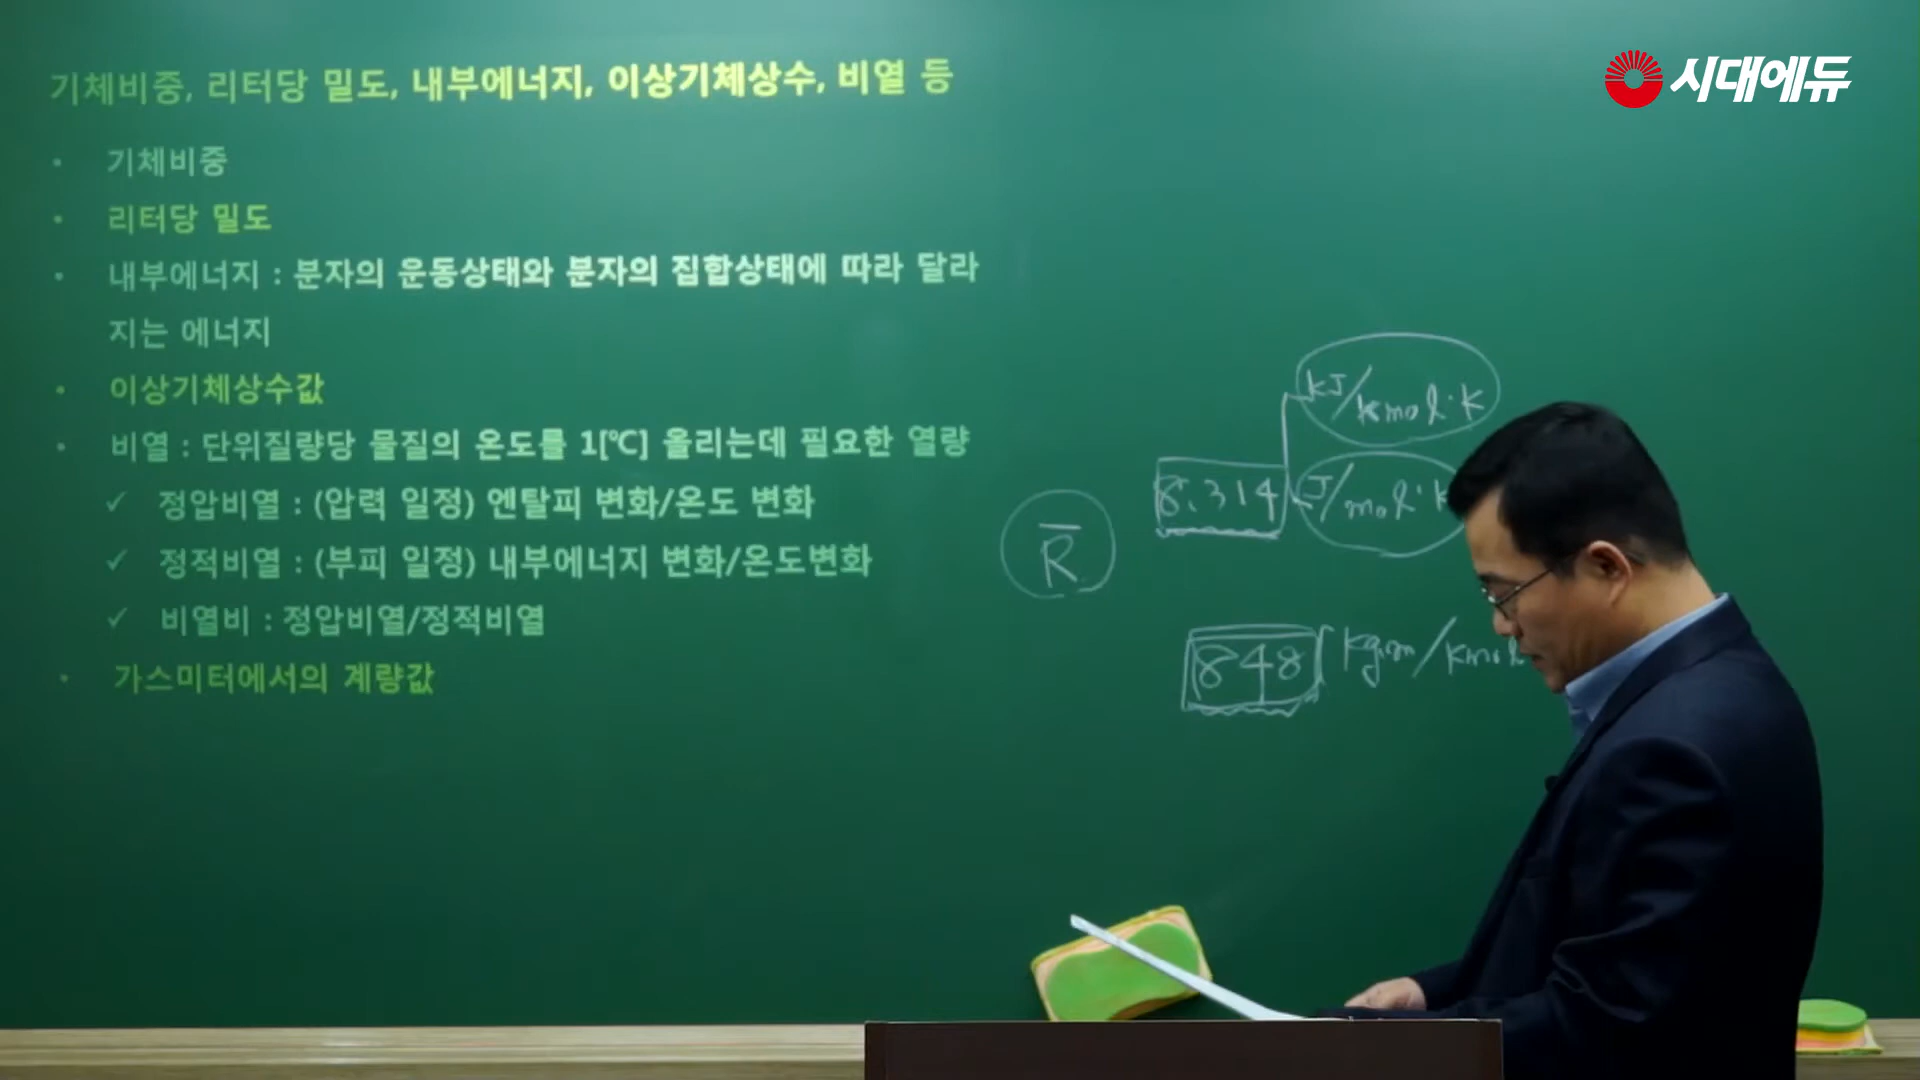 기체비중, 리터당 밀도, 내부에너지, 이상기체상수, 비열 등
시대에듀
• 기체비중
• 리터당 밀도
• 내부에너지 : 분자의 운동상태와 분자의 집합상태에 따라 달라
지는 에너지
• 이상기체상수값
• 비열 : 단위질량당 물질의 온도를 1[℃] 올리는데 필요한 열량
✓ 정압비열 : (압력 일정) 엔탈피 변화/온도 변화
✓ 정적비열 : (부피 일정) 내부에너지 변화/온도변화
✓ 비열비 : 정압비열/정적비열
• 가스미터에서의 계량값
kJ/kmol·K
8.314 J/mol·K
R̅
848 kg·m/kmol